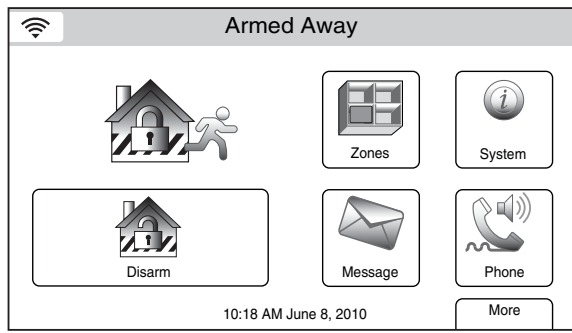 Armed Away
Zones
System
Disarm
Message
Phone
10:18 AM June 8, 2010
More